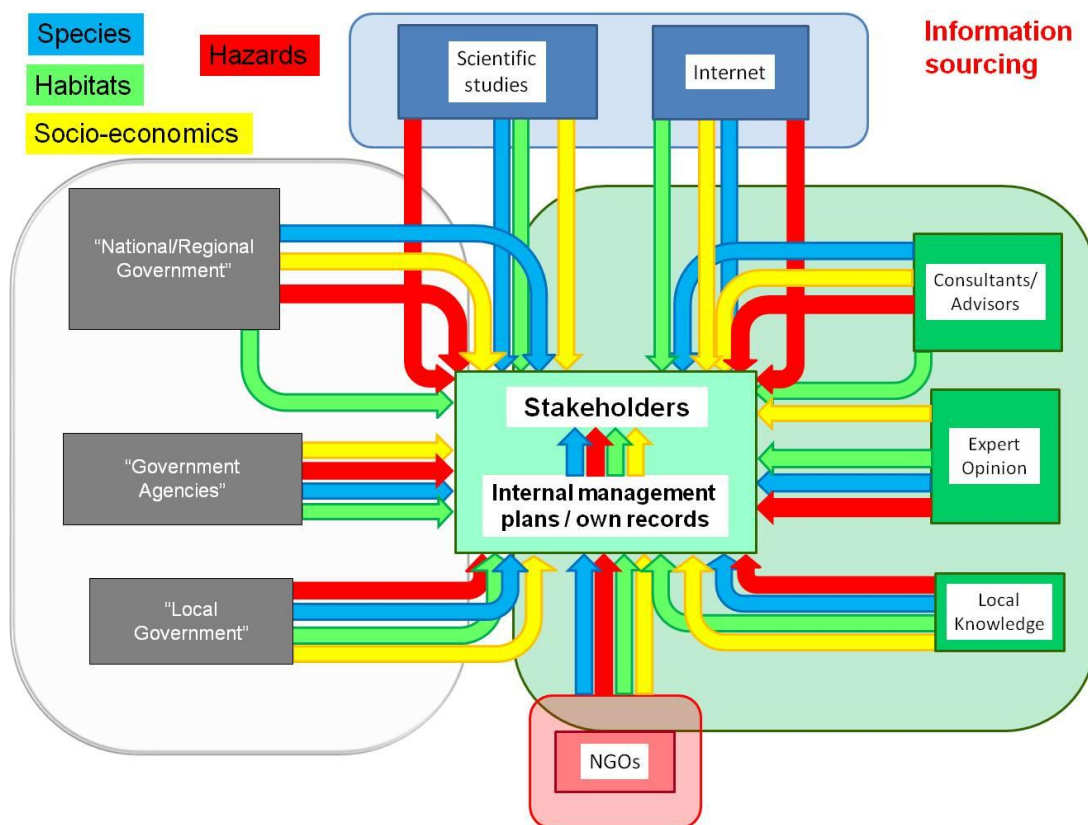 Species
Hazards
Habitats
Socio-economics
Scientific
studies
Internet
Information
sourcing
“National/Regional
Government”
Consultants/
Advisors
Stakeholders
“Government
Agencies”
Internal management
plans / own records
Expert
Opinion
“Local
Government”
Local
Knowledge
NGOs